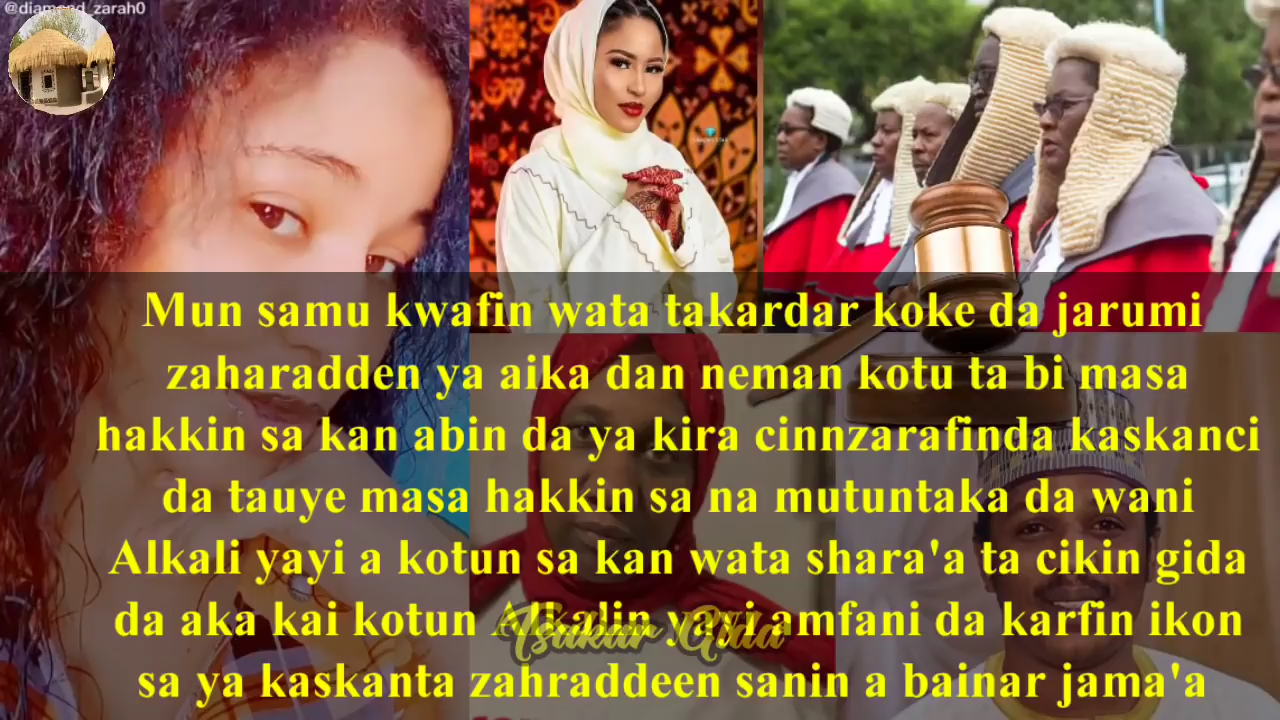 @diamond_zarah0
Mun samu kwafin wata takardar koke da jarumi
zaharadden ya aika dan neman kotu ta bi masa
hakkin sa kan abin da ya kira cinnzarafinda kaskanci
da tauye masa hakkin sa na mutuntaka da wani
Alkali yayi a kotun sa kan wata shara'a ta cikin gida
da aka kai kotun Alkalin yayi amfani da karfin ikon
Tsakar Gida
sa ya kaskanta zahraddeen sanin a bainar jama'a